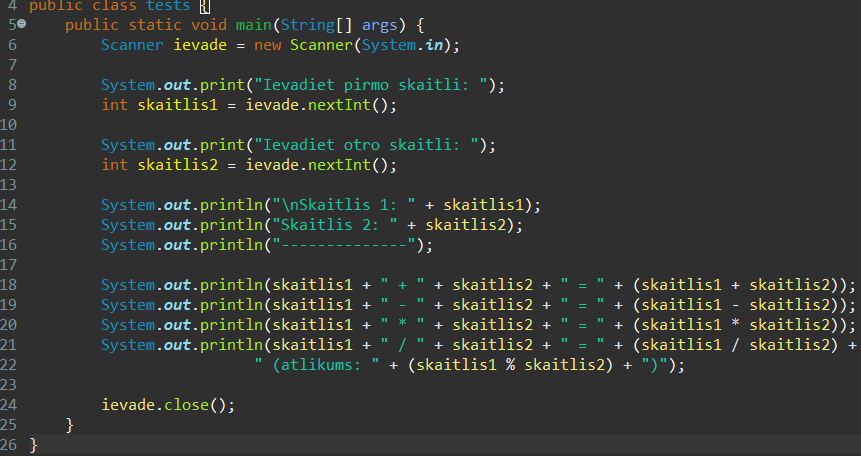 4 public class tests {
5 public static void main(String[] args) {
6 Scanner ievade = new Scanner(System.in);
7
8 System.out.print("Ievadiet pirmo skaitli: ");
9 int skaitlis1 = ievade.nextInt();
10
11 System.out.print("Ievadiet otro skaitli: ");
12 int skaitlis2 = ievade.nextInt();
13
14 System.out.println("\nSkaitlis 1: " + skaitlis1);
15 System.out.println("Skaitlis 2: " + skaitlis2);
16 System.out.println("--------------");
17
18 System.out.println(skaitlis1 + " + " + skaitlis2 + " = " + (skaitlis1 + skaitlis2));
19 System.out.println(skaitlis1 + " - " + skaitlis2 + " = " + (skaitlis1 - skaitlis2));
20 System.out.println(skaitlis1 + " * " + skaitlis2 + " = " + (skaitlis1 * skaitlis2));
21 System.out.println(skaitlis1 + " / " + skaitlis2 + " = " + (skaitlis1 / skaitlis2) +
22 " (atlikums: " + (skaitlis1 % skaitlis2) + ")");
23
24 ievade.close();
25 }
26 }